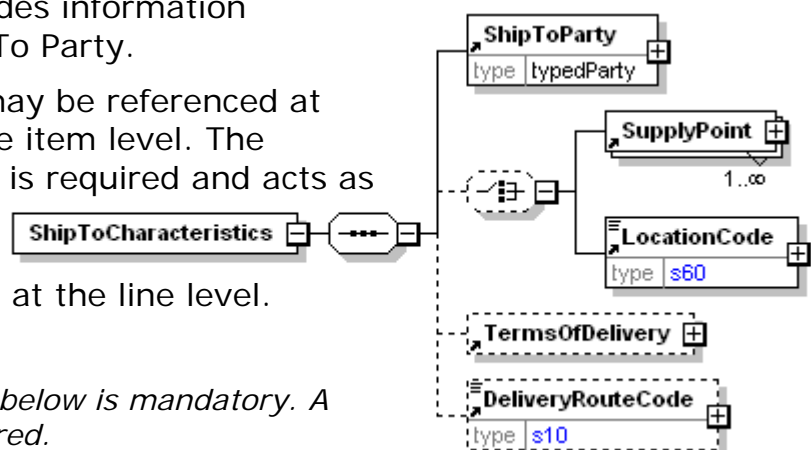 des information
To Party.
may be referenced at
e item level. The
is required and acts as
at the line level.
below is mandatory. A
red.
ShipToCharacteristics
ShipToParty
type typedParty
SupplyPoint
1..∞
LocationCode
type s60
TermsOfDelivery
DeliveryRouteCode
type s10